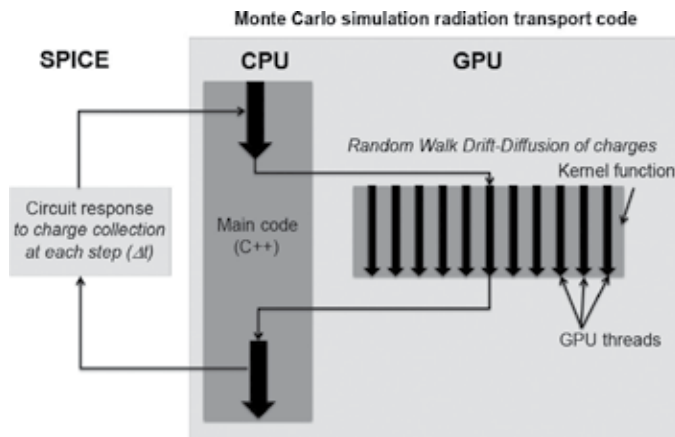 Monte Carlo simulation radiation transport code
SPICE
CPU
GPU
Random Walk Drift-Diffusion of charges
Kernel function
Circuit response
to charge collection
at each step (Δt)
Main code
(C++)
GPU threads